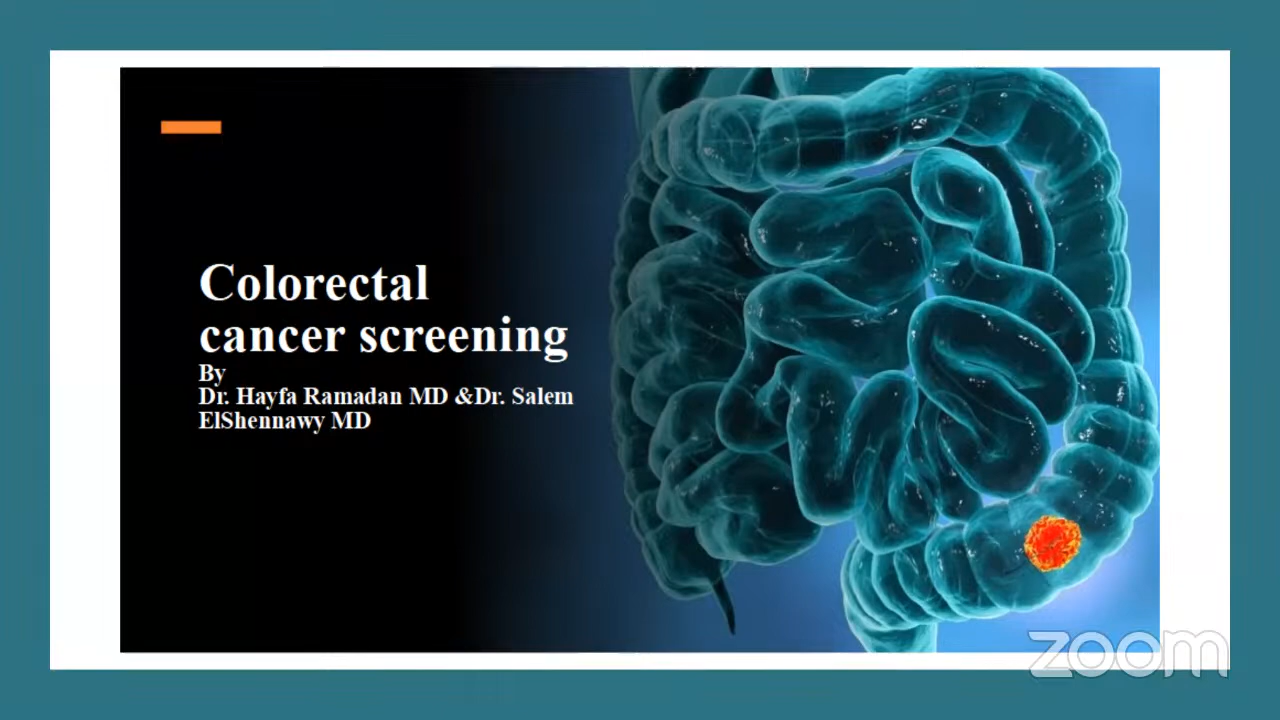 Colorectal
cancer screening
By
Dr. Hayfa Ramadan MD &Dr. Salem
ElShennawy MD
zoom